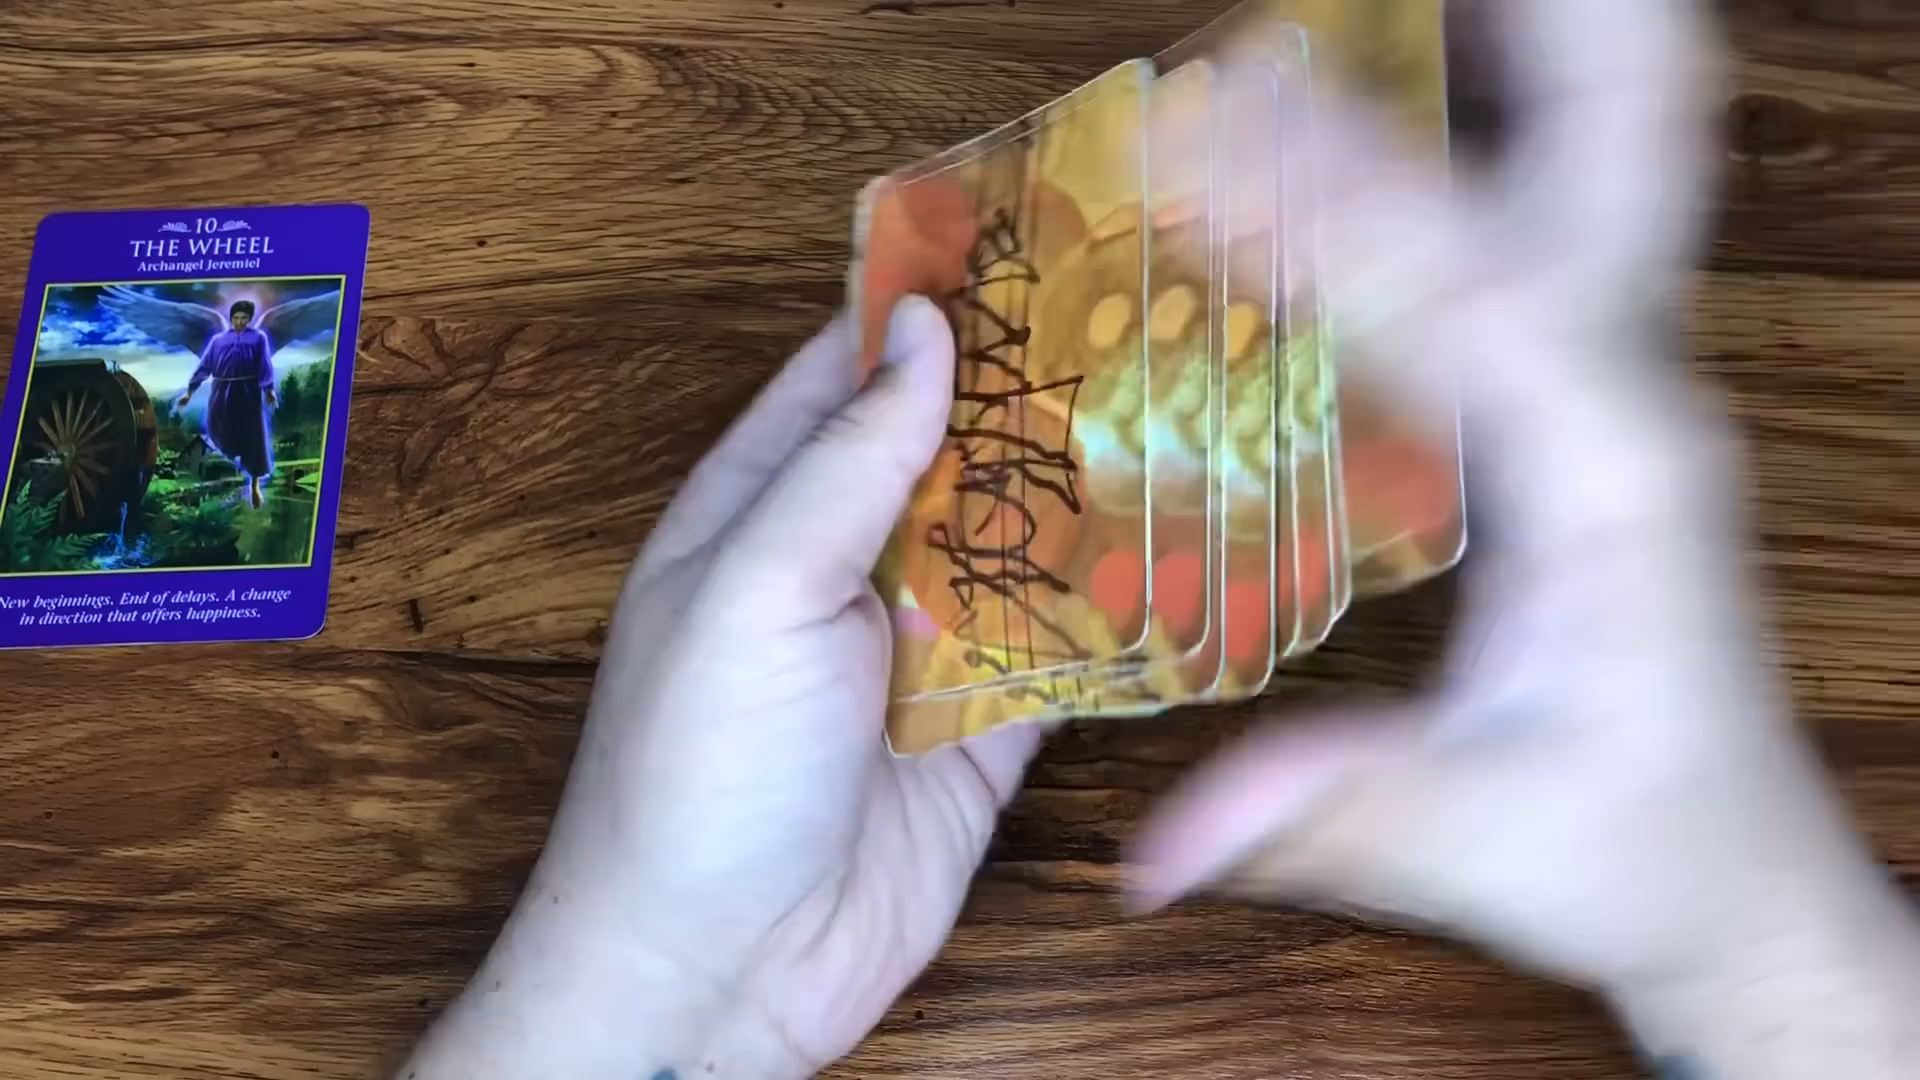 10
THE WHEEL
Archangel Jeremiel
New beginnings. End of delays. A change
in direction that offers happiness.